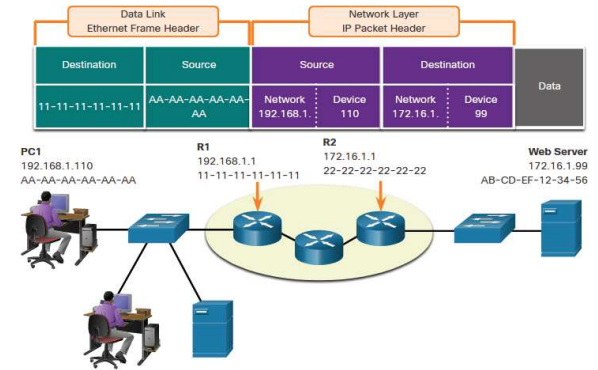 Data Link
Ethernet Frame Header
Network Layer
IP Packet Header
Destination
Source
Source
Destination
Data
11-11-11-11-11-11
AA-AA-AA-AA-AA-
AA
Network
192.168.1.
Device
110
Network
172.16.1.
Device
99
PC1
192.168.1.110
AA-AA-AA-AA-AA-AA
R1
192.168.1.1
11-11-11-11-11-11
R2
172.16.1.1
22-22-22-22-22-22
Web Server
172.16.1.99
AB-CD-EF-12-34-56